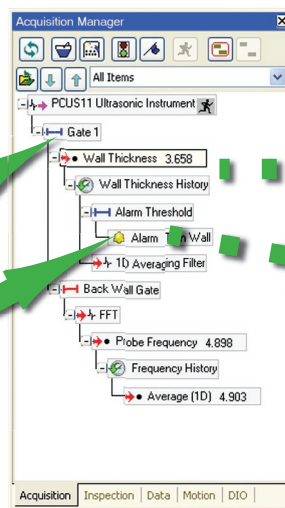 Acquisition Manager
All Items
PCUS11 Ultrasonic Instrument
Gate 1
Wall Thickness 3.658
Wall Thickness History
Alarm Threshold
Alarm Wall
1D Averaging Filter
Back Wall Gate
FFT
Probe Frequency 4.898
Frequency History
Average (1D) 4.903
Acquisition Inspection Data Motion DIO